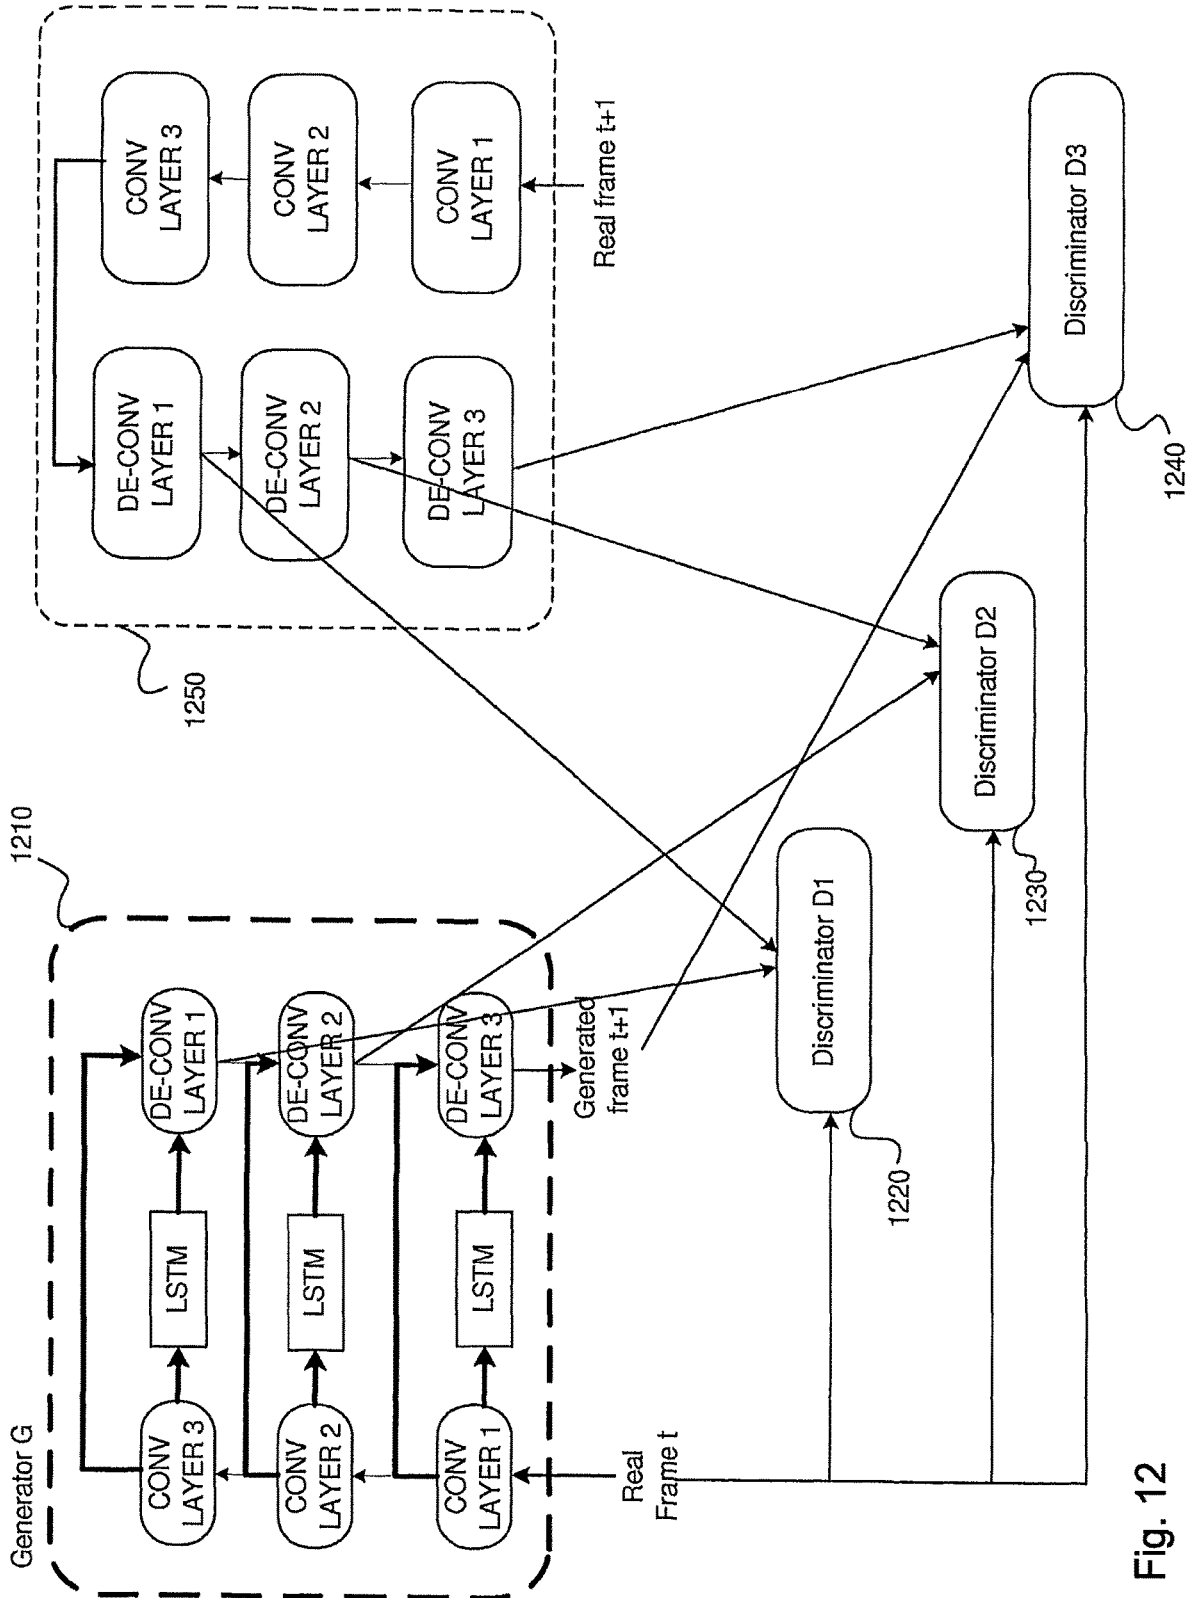 Generator G
1210
CONV
LAYER 3
LSTM
DE-CONV
LAYER 1
CONV
LAYER 2
LSTM
DE-CONV
LAYER 2
CONV
LAYER 1
LSTM
DE-CONV
LAYER 3
Real
Frame t
Generated
frame t+1
1250
DE-CONV
LAYER 1
CONV
LAYER 3
DE-CONV
LAYER 2
CONV
LAYER 2
DE-CONV
LAYER 3
CONV
LAYER 1
Real frame t+1
Discriminator D1
1220
Discriminator D2
1230
Discriminator D3
1240
Fig. 12